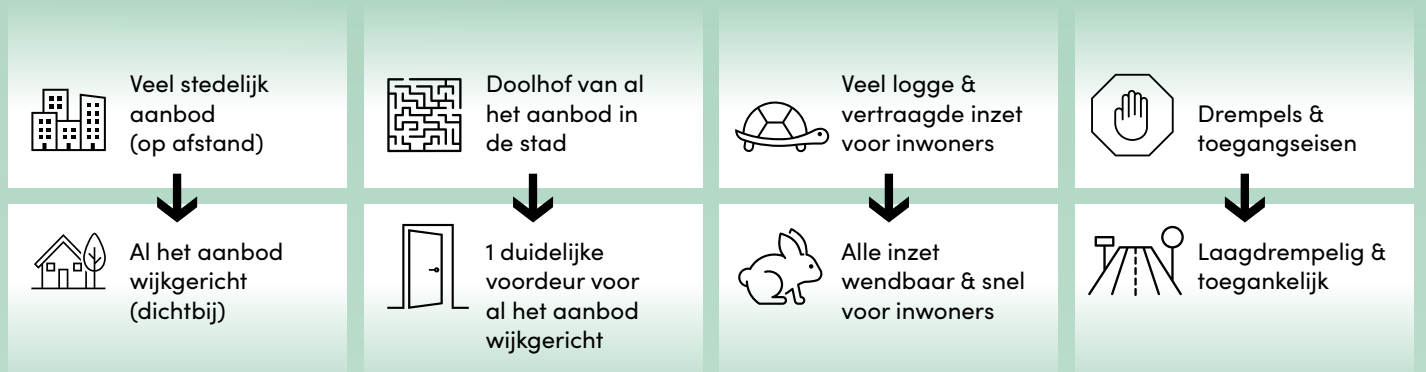 Veel stedelijk
aanbod
(op afstand)
Doolhof van al
het aanbod in
de stad
Veel logge &
vertraagde inzet
voor inwoners
Drempels &
toegangseisen
Al het aanbod
wijkgericht
(dichtbij)
1 duidelijke
voordeur voor
al het aanbod
wijkgericht
Alle inzet
wendbaar & snel
voor inwoners
Laagdrempelig &
toegankelijk